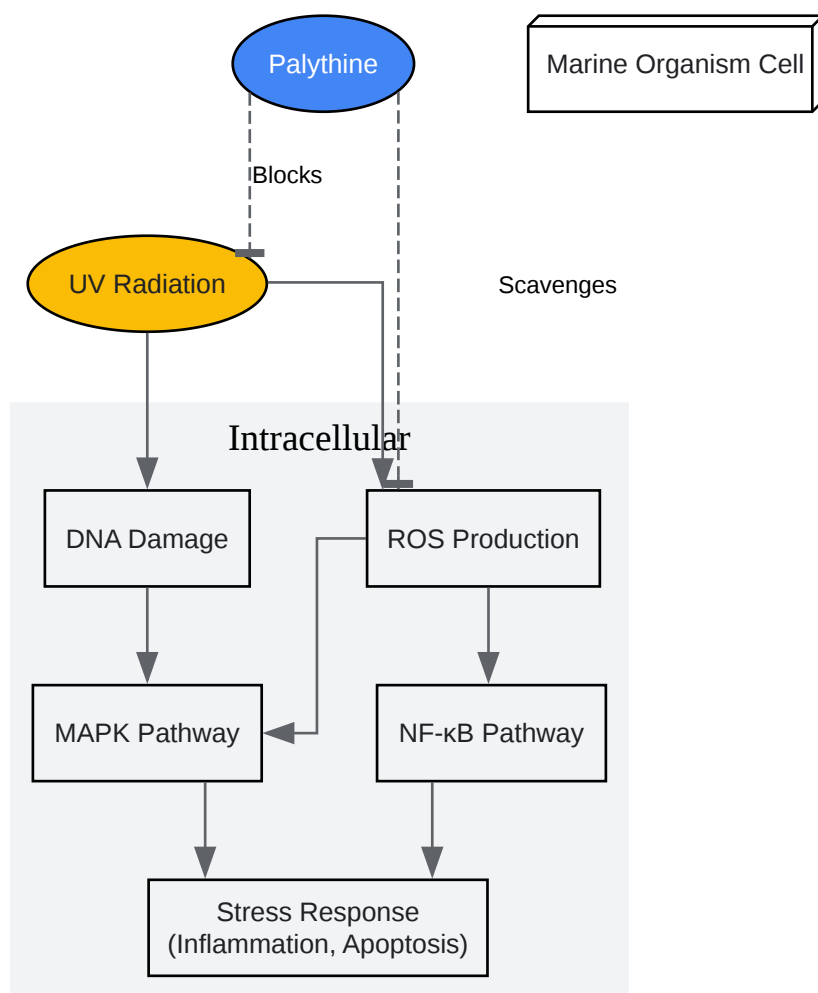 Palythine
Marine Organism Cell
Blocks
UV Radiation
Scavenges
Intracellular
DNA Damage
ROS Production
MAPK Pathway
NF-κB Pathway
Stress Response
(Inflammation, Apoptosis)